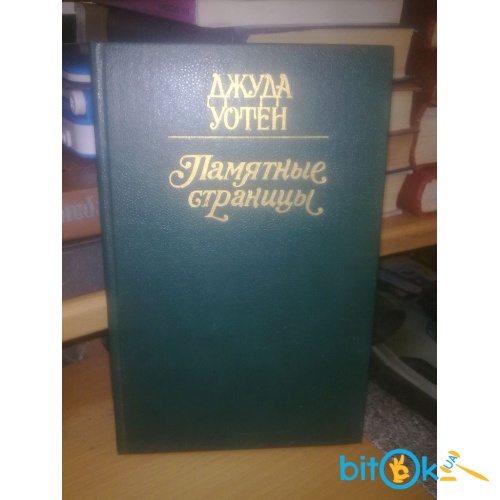 ДЖУДА
УОТЕН
Памятные
страницы
bitOk
UA